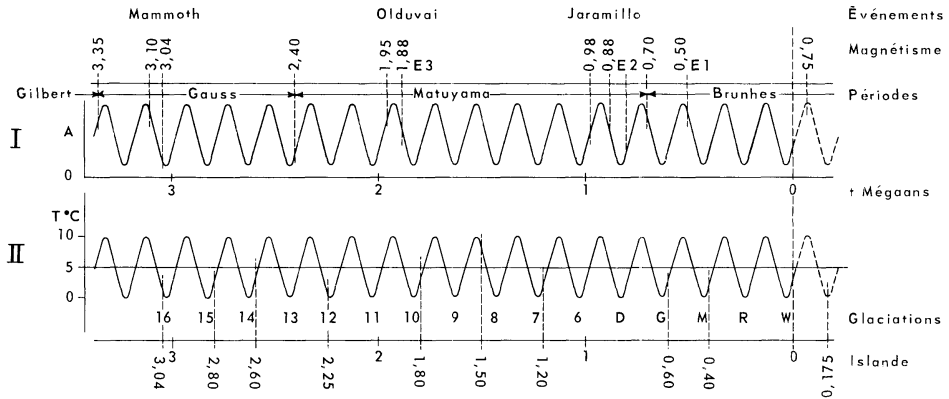 Mammoth Olduvai Jaramillo Événements
3,35 3,10 3,04 2,40 1,95 1,88 E3 0,98 0,88 E2 0,70 0,50 E1 0,75 Magnétisme
Gilbert Gauss Matuyama Brunhes Périodes
I A
0
3 2 1 0 t Mégaans
T°C
II 10
5
0
16 15 14 13 12 11 10 9 8 7 6 D G M R W Glaciations
3 2 1 0 Islande
3,04 2,80 2,60 2,25 1,80 1,50 1,20 0,60 0,40 0,175